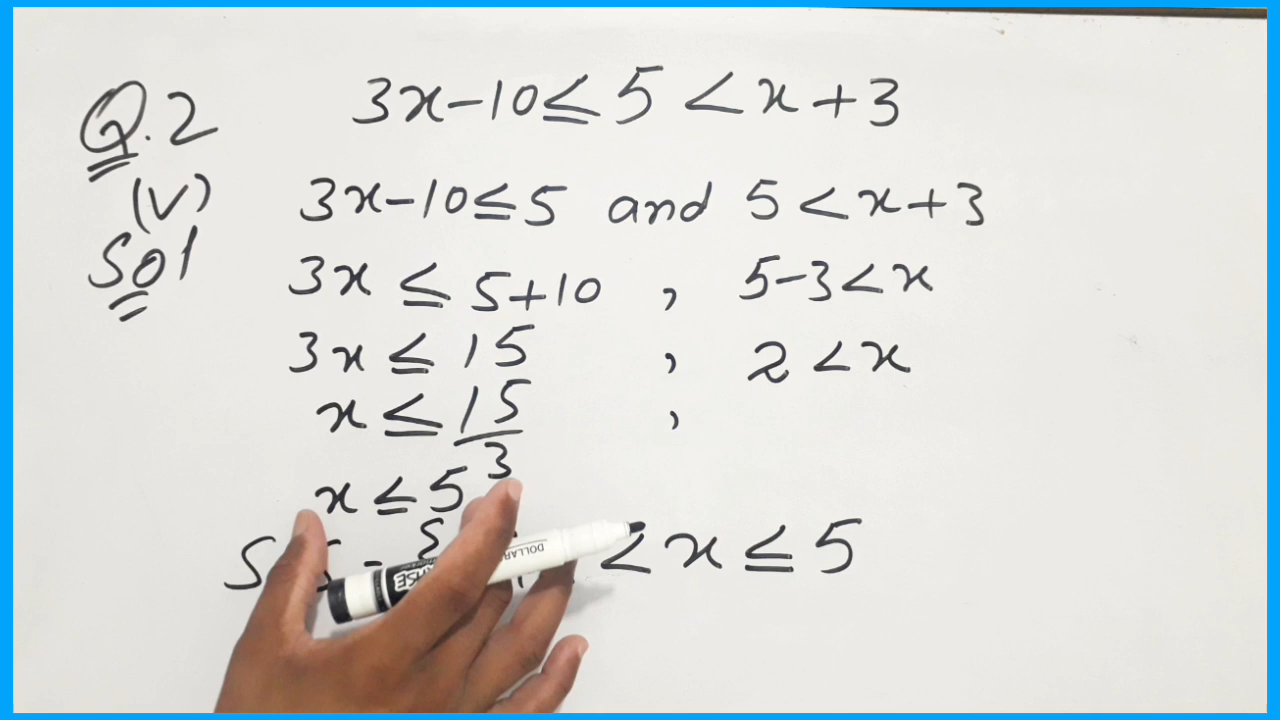 Q.2 3x-10≤5<x+3
(V) 3x-10≤5 and 5<x+3
Sol 3x ≤ 5+10 , 5-3<x
3x ≤ 15 , 2<x
x ≤ 15/3 ,
x≤5
< x ≤ 5
DOLLAR